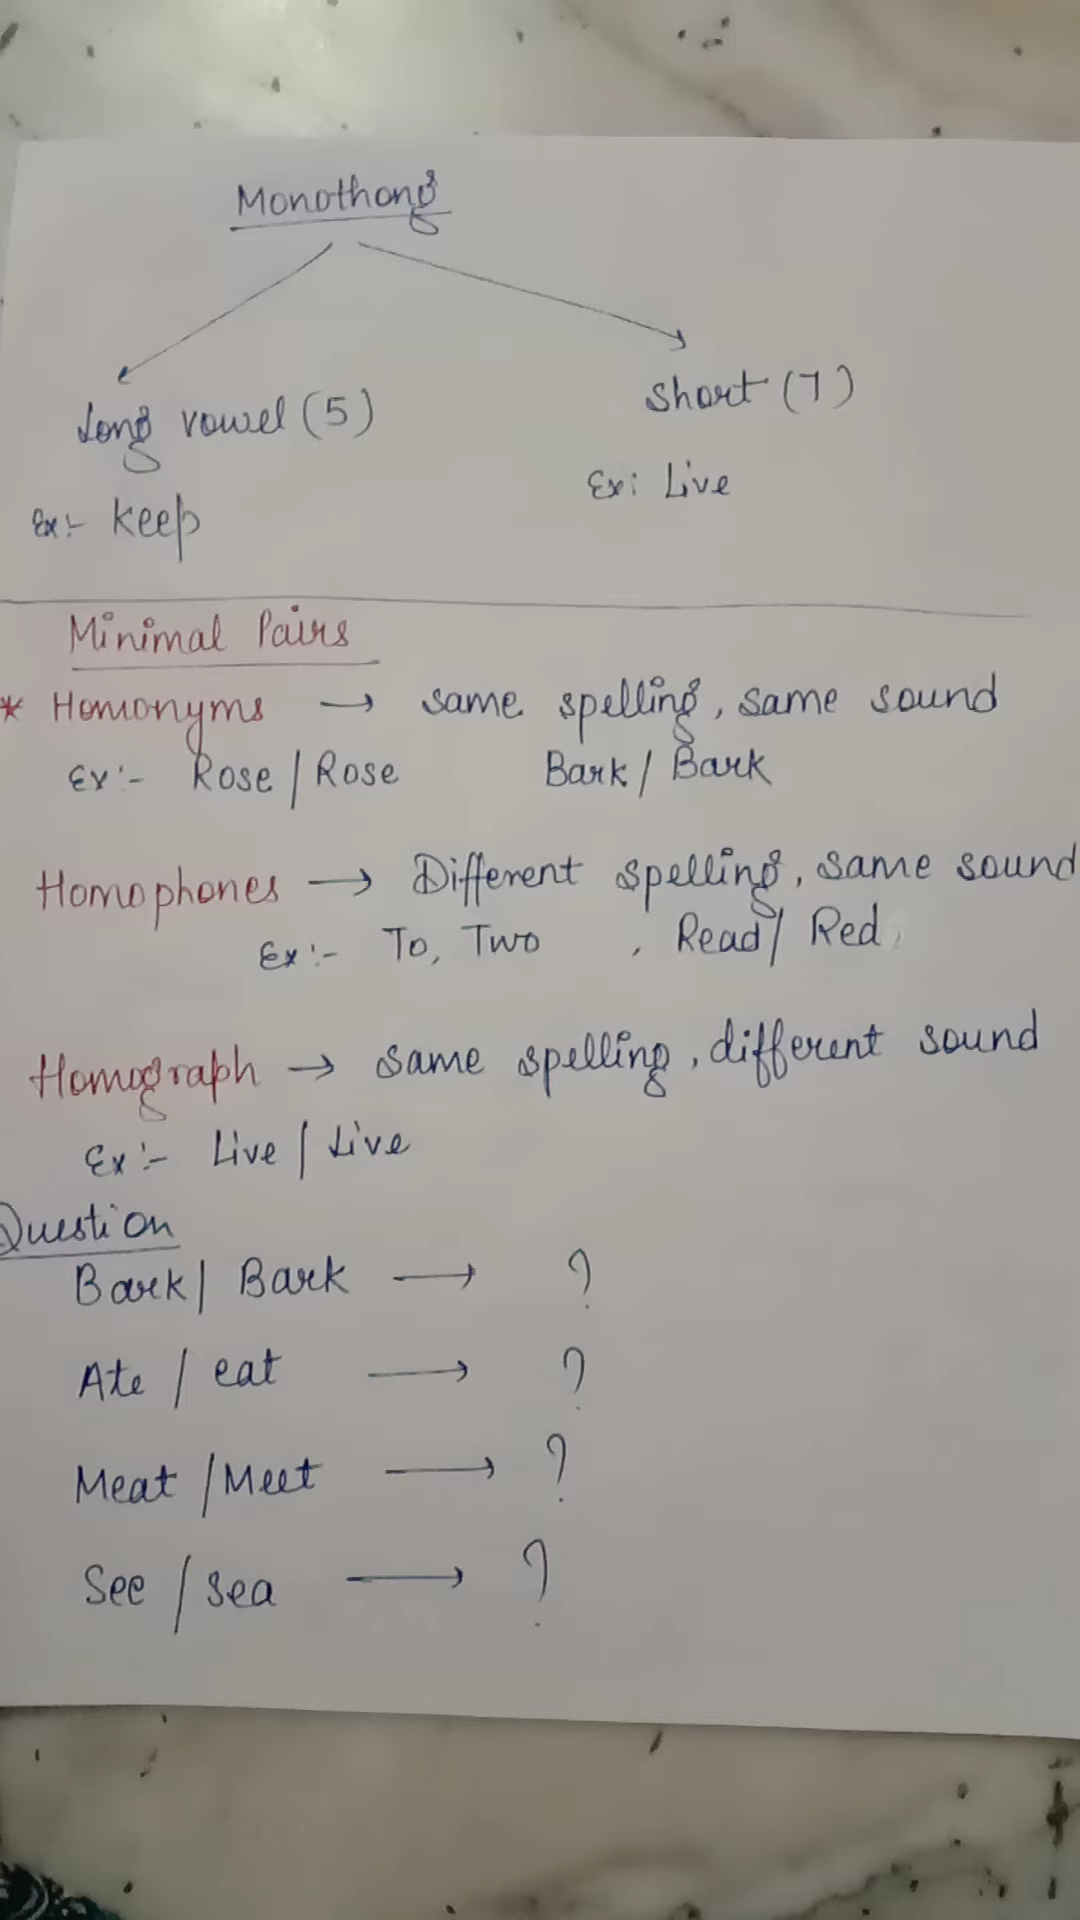 Monothong
Long vowel (5)
Short (7)
Ex:- Keep
Ex: Live
Minimal Pairs
* Homonyms → same spelling, same sound
Ex:- Rose / Rose Bark / Bark
Homophones → Different spelling, same sound
Ex:- To, Two , Read / Red,
Homograph → same spelling, different sound
Ex:- Live / Live
Question
Bark / Bark → ?
Ate / eat → ?
Meat / Meet → ?
See / sea → ?